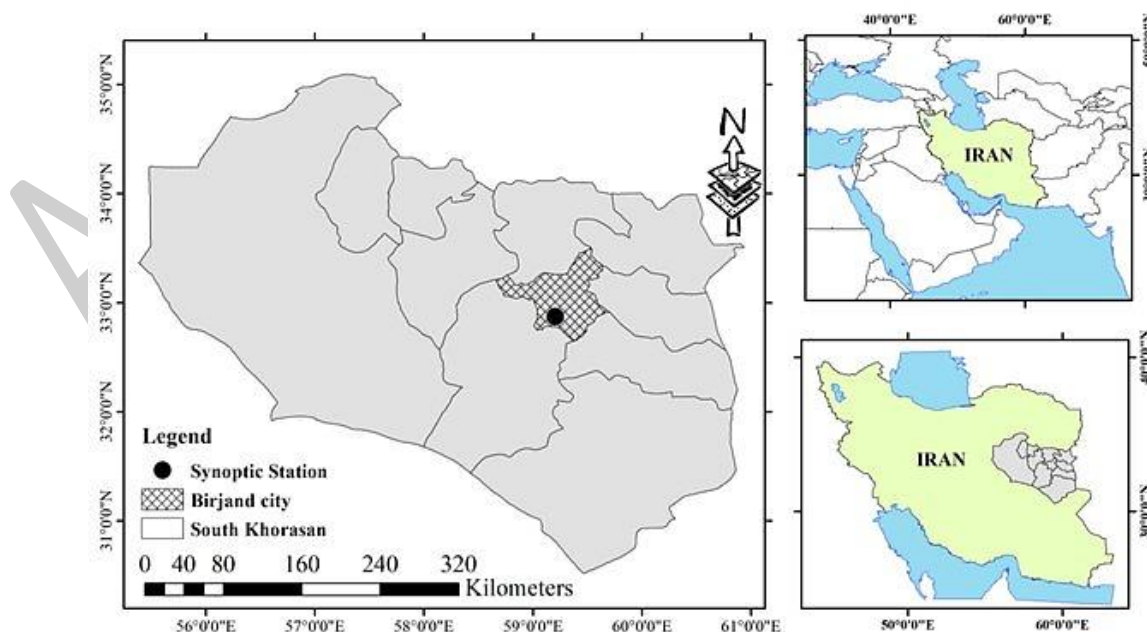 35°0'0"N
34°0'0"N
33°0'0"N
32°0'0"N
31°0'0"N
N
Legend
Synoptic Station
Birjand city
South Khorasan
0 40 80 160 240 320
Kilometers
56°0'0"E 57°0'0"E 58°0'0"E 59°0'0"E 60°0'0"E 61°0'0"E
40°0'0"E 60°0'0"E
IRAN
IRAN
50°0'0"E 60°0'0"E